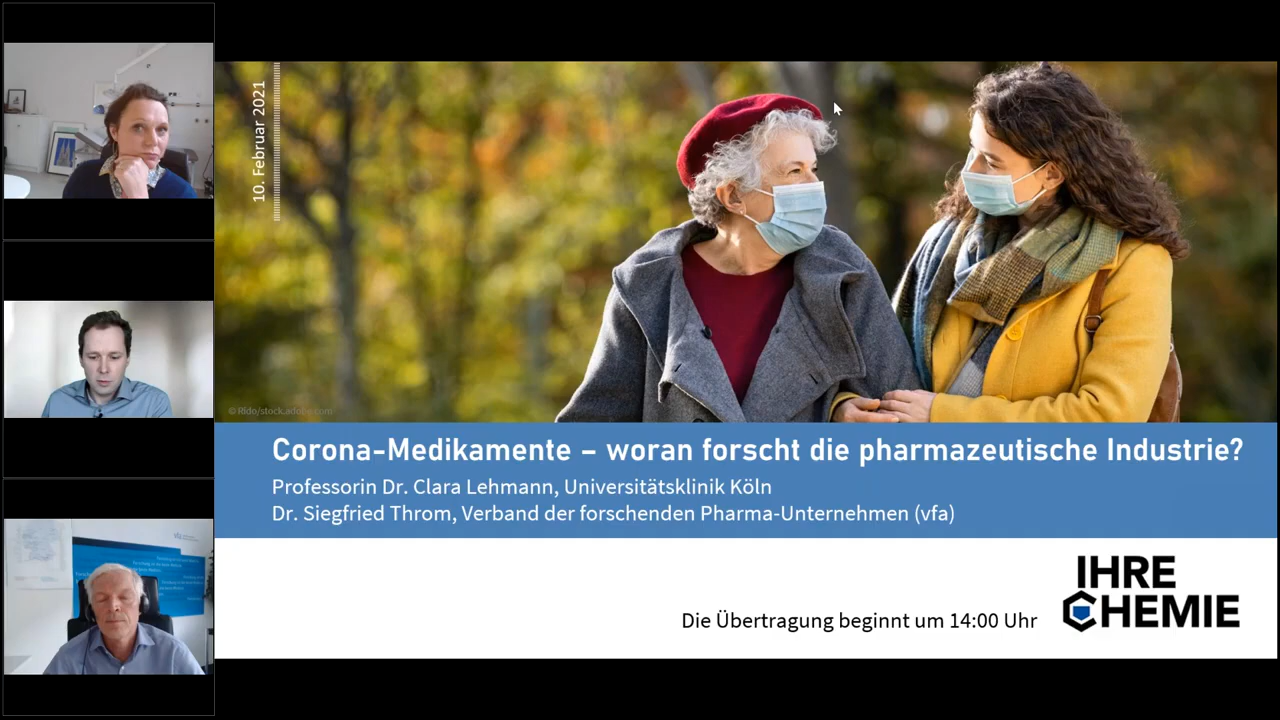 10. Februar 2021
© Rido/stock.adobe.com
Corona-Medikamente – woran forscht die pharmazeutische Industrie?
Professorin Dr. Clara Lehmann, Universitätsklinik Köln
Dr. Siegfried Throm, Verband der forschenden Pharma-Unternehmen (vfa)
Die Übertragung beginnt um 14:00 Uhr
IHRE
CHEMIE